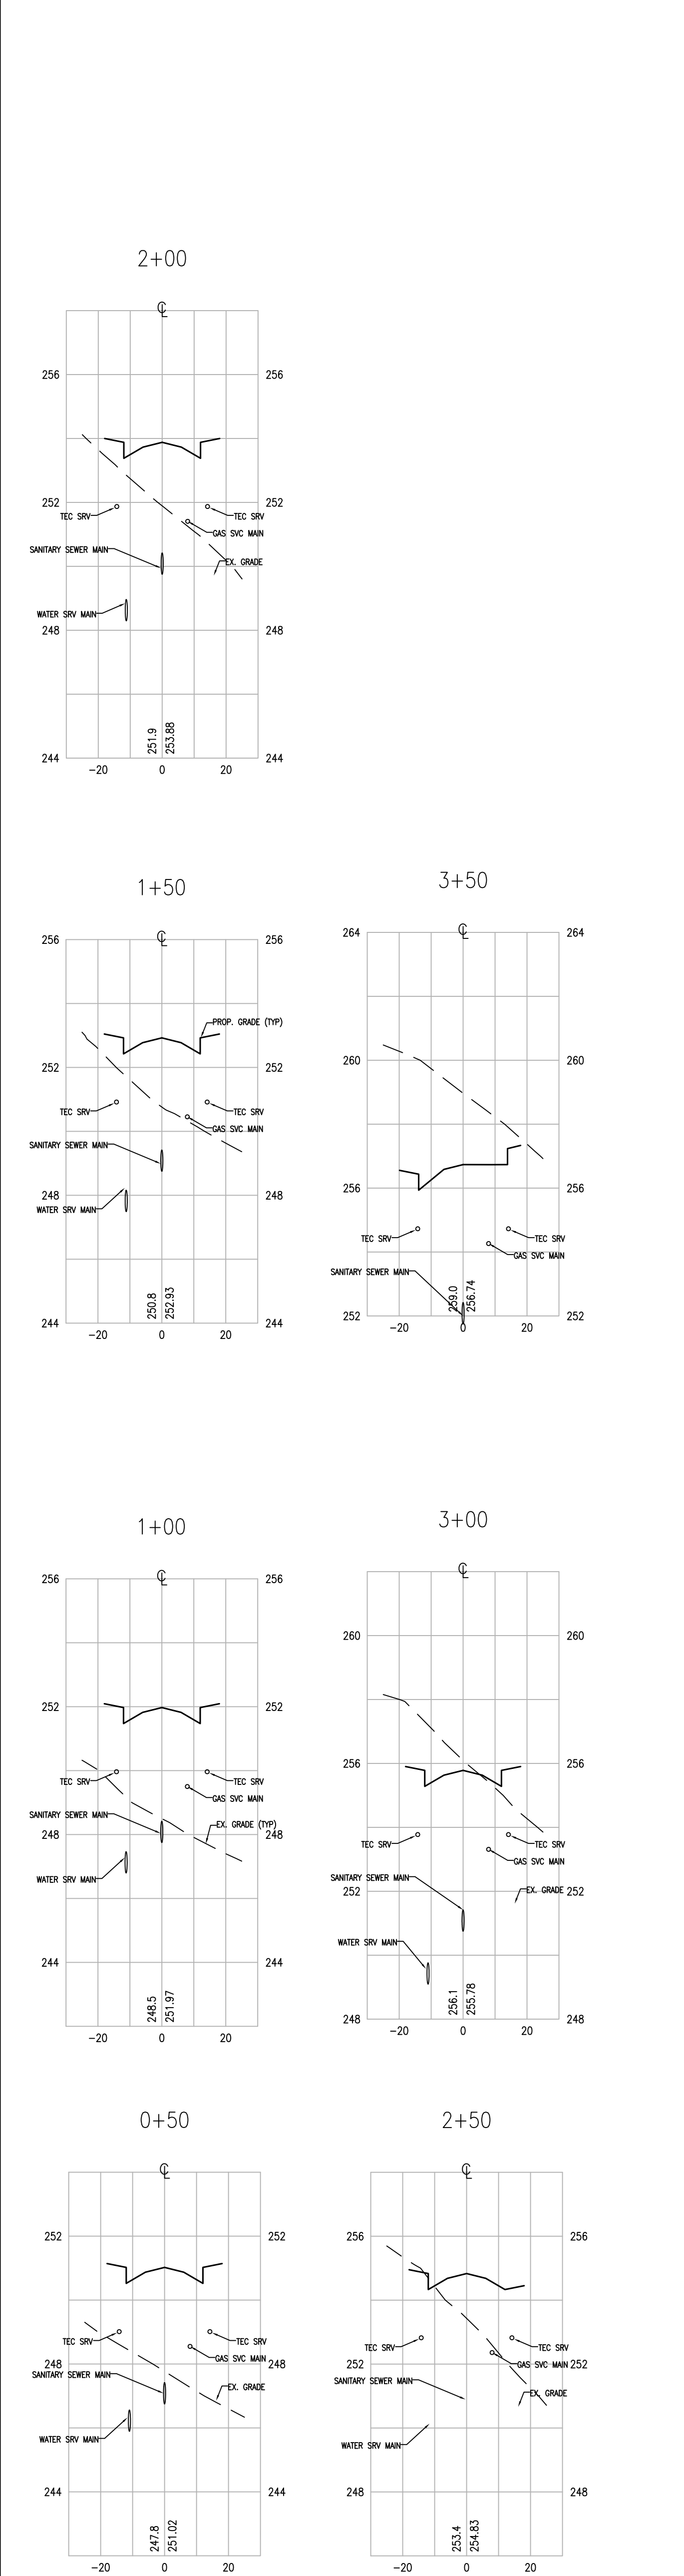 2+00
℄
256 256
252 252
TEC SRV TEC SRV
GAS SVC MAIN
SANITARY SEWER MAIN
EX. GRADE
WATER SRV MAIN
248 248
251.9 253.88
244 244
-20 0 20
1+50
℄
256 256
PROP. GRADE (TYP)
252 252
TEC SRV TEC SRV
GAS SVC MAIN
SANITARY SEWER MAIN
248 248
WATER SRV MAIN
250.8 252.93
244 244
-20 0 20
3+50
℄
264 264
260 260
256 256
TEC SRV TEC SRV
GAS SVC MAIN
SANITARY SEWER MAIN
259.0 256.74
252 252
-20 0 20
1+00
℄
256 256
252 252
TEC SRV TEC SRV
GAS SVC MAIN
SANITARY SEWER MAIN
EX. GRADE (TYP)
248 248
WATER SRV MAIN
244 244
248.5 251.97
-20 0 20
3+00
℄
260 260
256 256
TEC SRV TEC SRV
GAS SVC MAIN
SANITARY SEWER MAIN
252 EX. GRADE 252
WATER SRV MAIN
256.1 255.78
248 248
-20 0 20
0+50
℄
252 252
TEC SRV TEC SRV
GAS SVC MAIN
248 248
SANITARY SEWER MAIN
EX. GRADE
WATER SRV MAIN
244 244
247.8 251.02
-20 0 20
2+50
℄
256 256
TEC SRV TEC SRV
252 GAS SVC MAIN 252
SANITARY SEWER MAIN
EX. GRADE
WATER SRV MAIN
248 248
253.4 254.83
-20 0 20